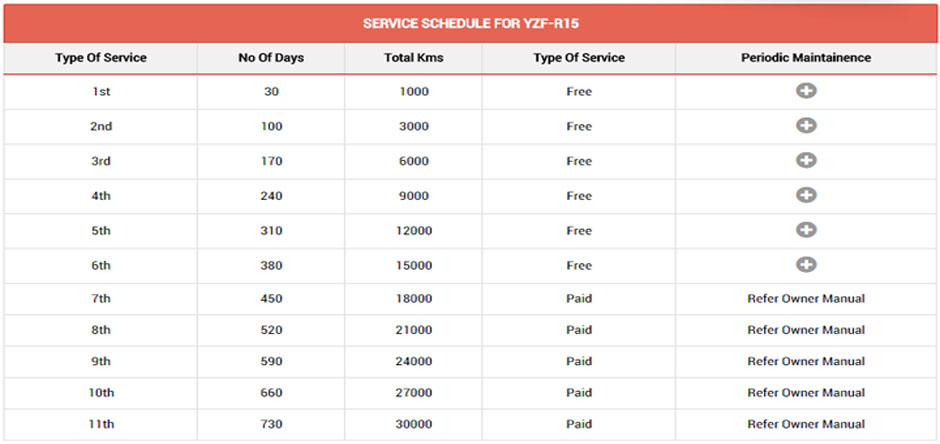 SERVICE SCHEDULE FOR YZF-R15
Type Of Service No Of Days Total Kms Type Of Service Periodic Maintainence
1st 30 1000 Free
2nd 100 3000 Free
3rd 170 6000 Free
4th 240 9000 Free
5th 310 12000 Free
6th 380 15000 Free
7th 450 18000 Paid Refer Owner Manual
8th 520 21000 Paid Refer Owner Manual
9th 590 24000 Paid Refer Owner Manual
10th 660 27000 Paid Refer Owner Manual
11th 730 30000 Paid Refer Owner Manual